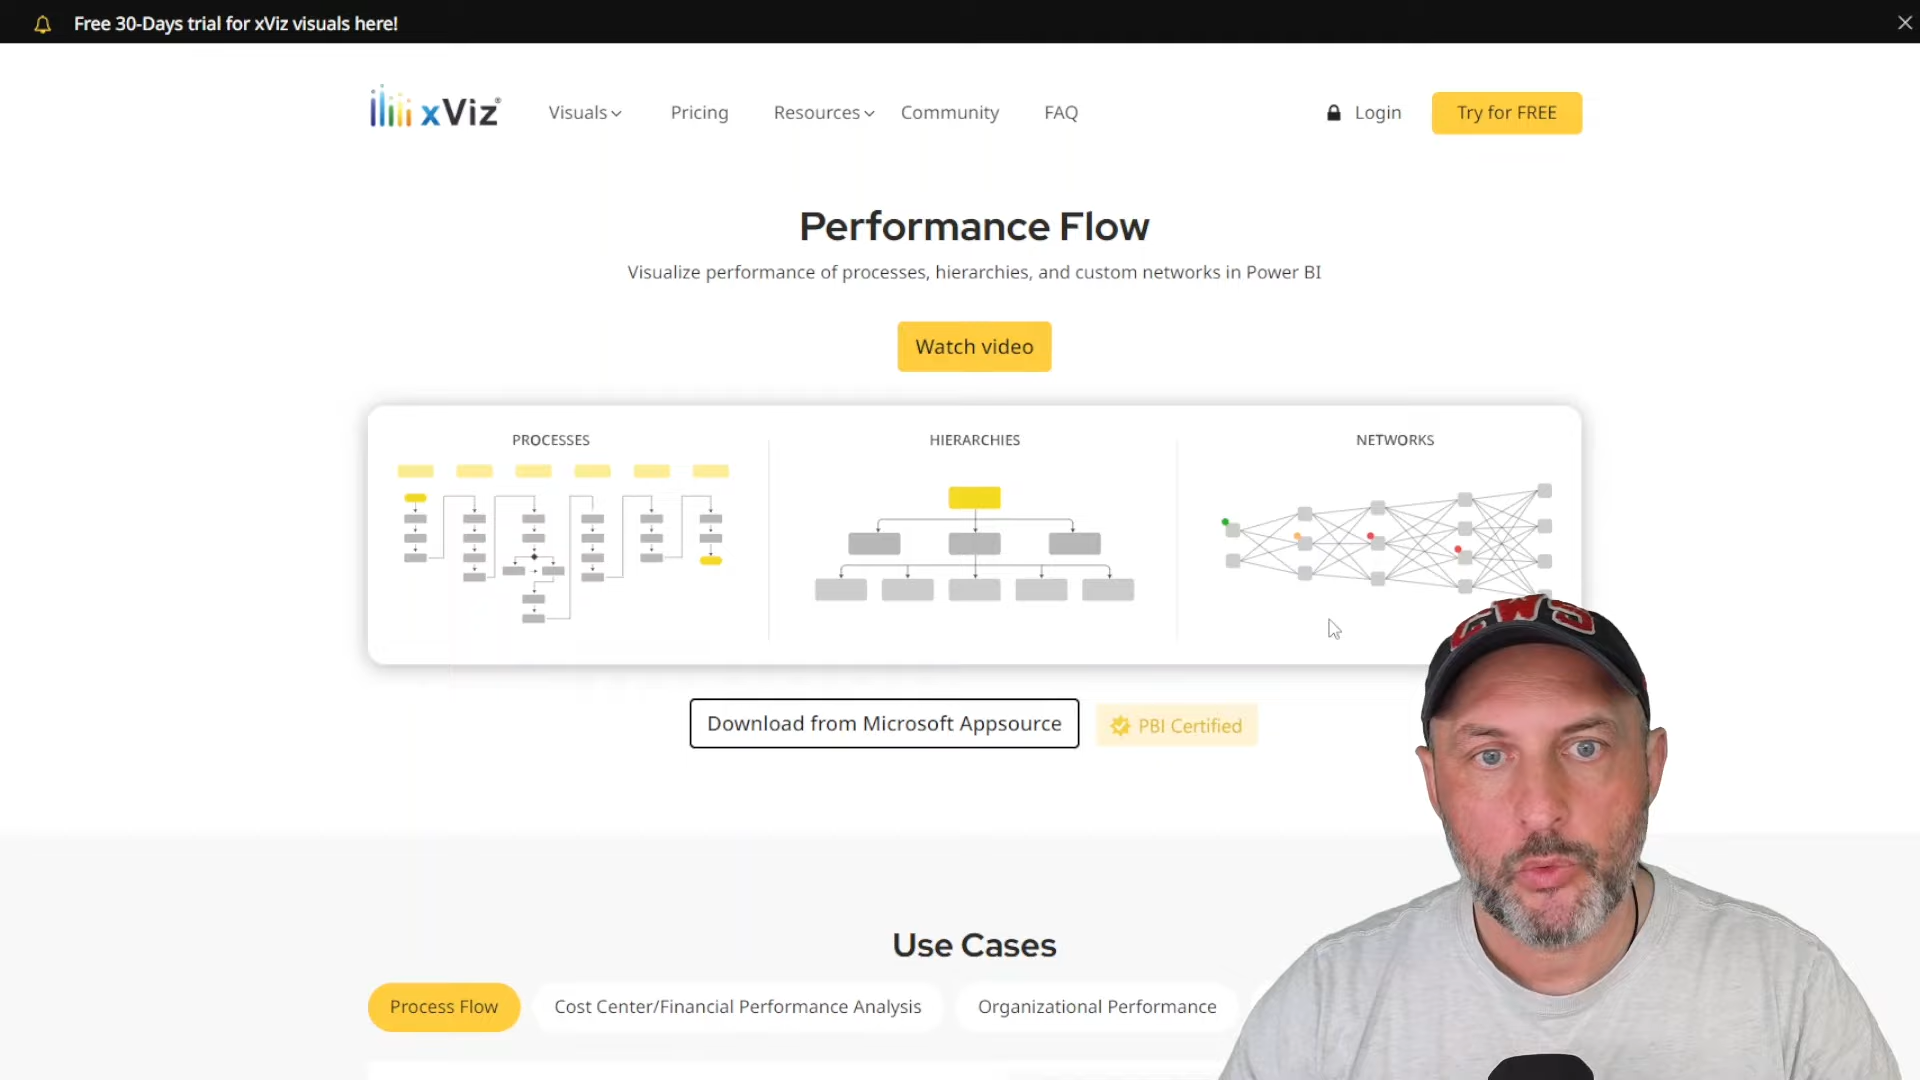 Free 30-Days trial for xViz visuals here!
xViz®
Visuals
Pricing
Resources
Community
FAQ
Login
Try for FREE
Performance Flow
Visualize performance of processes, hierarchies, and custom networks in Power BI
Watch video
PROCESSES
HIERARCHIES
NETWORKS
Download from Microsoft Appsource
PBI Certified
Use Cases
Process Flow
Cost Center/Financial Performance Analysis
Organizational Performance